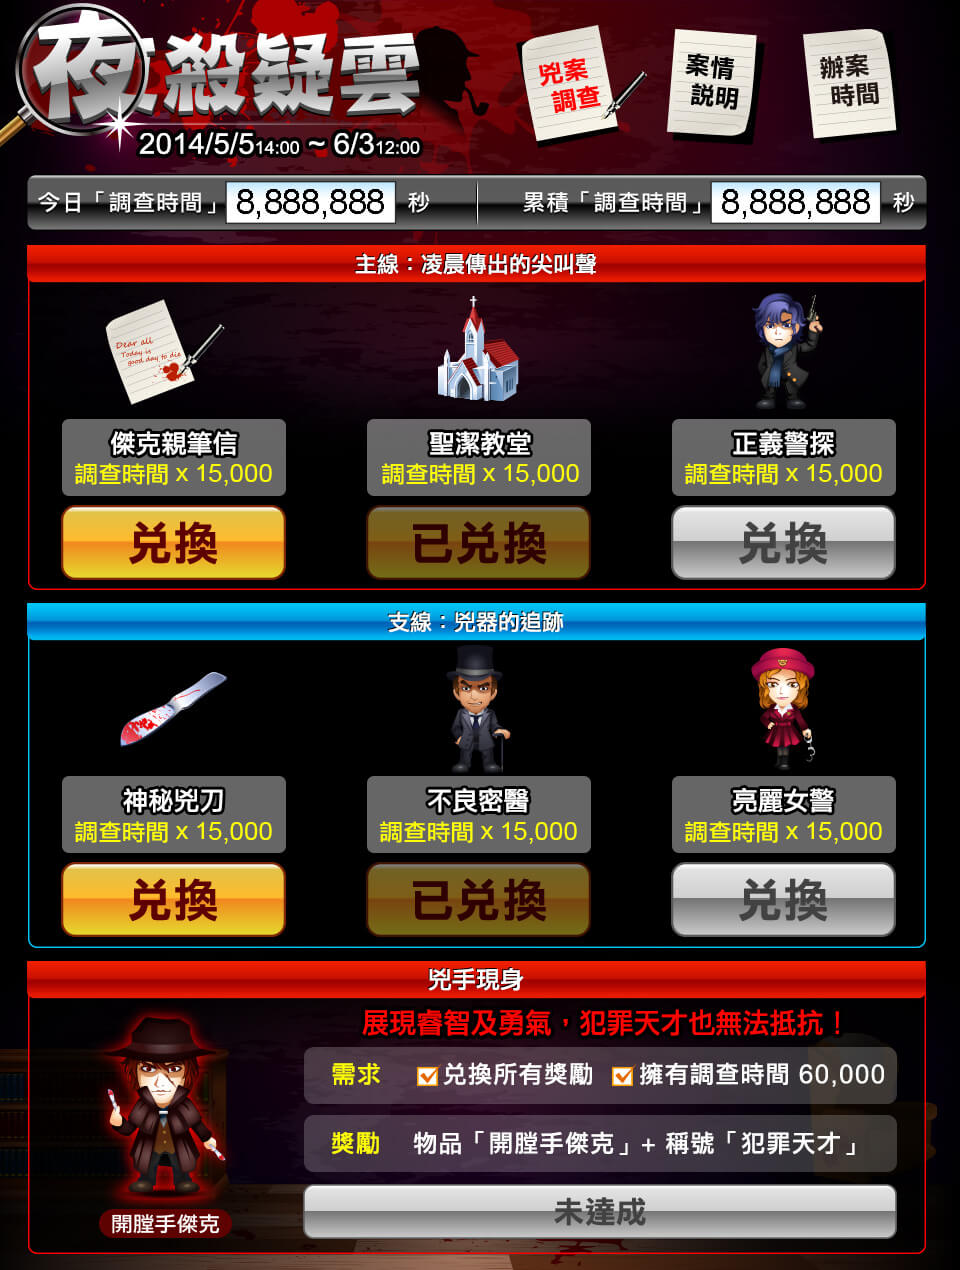 夜殺疑雲
2014/5/5 14:00 ~ 6/3 12:00
兇案
調查
案情
説明
辦案
時間
今日「調查時間」 8,888,888 秒
累積「調查時間」 8,888,888 秒
主線：凌晨傳出的尖叫聲
Dear all
Today is
good day to die
傑克親筆信
調查時間 x 15,000
兑換
聖潔教堂
調查時間 x 15,000
已兑換
正義警探
調查時間 x 15,000
兑換
支線：兇器的追跡
神秘兇刀
調查時間 x 15,000
兑換
不良密醫
調查時間 x 15,000
已兑換
亮麗女警
調查時間 x 15,000
兑換
兇手現身
展現睿智及勇氣，犯罪天才也無法抵抗！
需求 兑換所有獎勵 擁有調查時間 60,000
獎勵 物品「開膛手傑克」+ 稱號「犯罪天才」
開膛手傑克
未達成